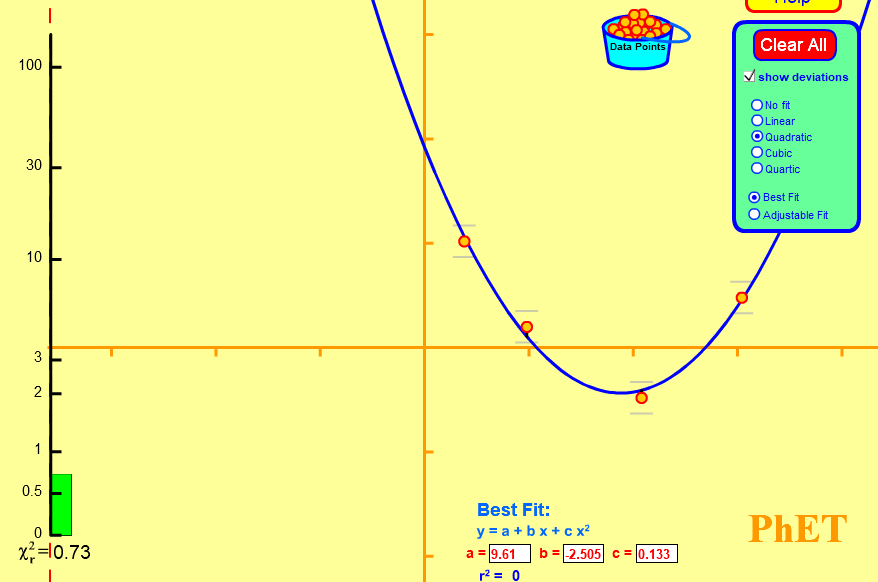 Help
Data Points
Clear All
show deviations
No fit
Linear
Quadratic
Cubic
Quartic
Best Fit
Adjustable Fit
100
30
10
3
2
1
0.5
0
χr²=0.73
Best Fit:
y = a + b x + c x²
a = 9.61 b = -2.505 c = 0.133
r² = 0
PhET